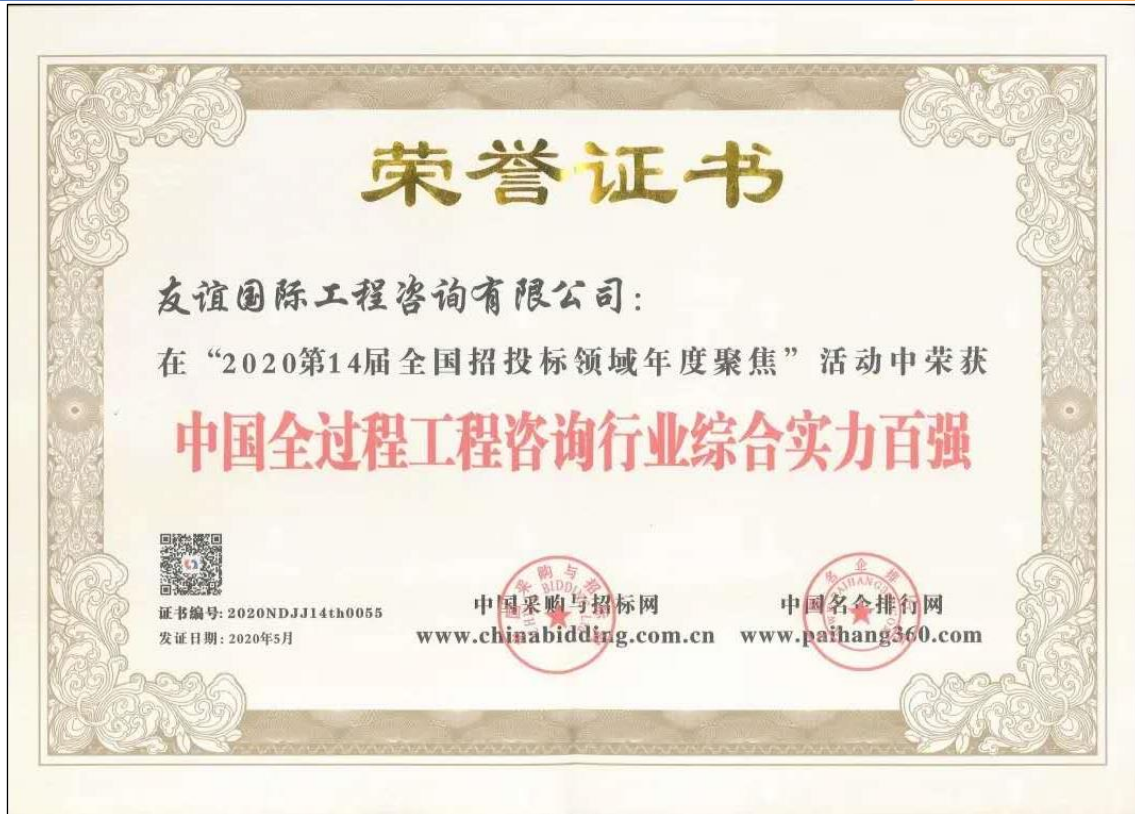 荣誉证书
友谊国际工程咨询有限公司：
在“2020第14届全国招投标领域年度聚焦”活动中荣获
中国全过程工程咨询行业综合实力百强
证书编号: 2020NDJJ14th0055
发证日期: 2020年5月
中国采购与招标网
www.chinabidding.com.cn
中国名企排行网
www.paihang360.com